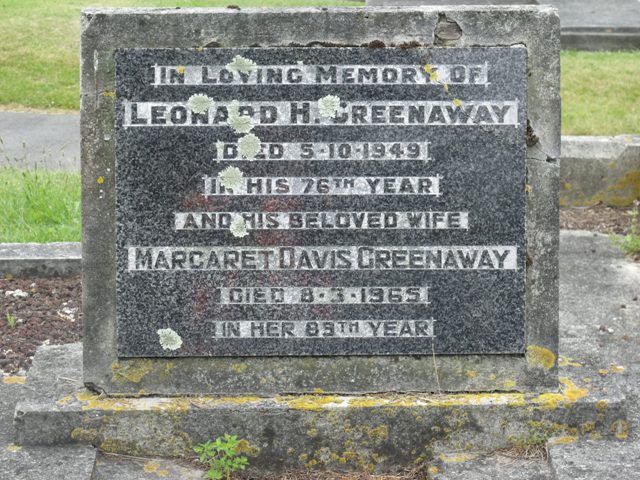 IN LOVING MEMORY OF
LEONARD H. GREENAWAY
DIED 5-10-1949
IN HIS 76TH YEAR
AND HIS BELOVED WIFE
MARGARET DAVIS GREENAWAY
DIED 8-3-1965
IN HER 89TH YEAR